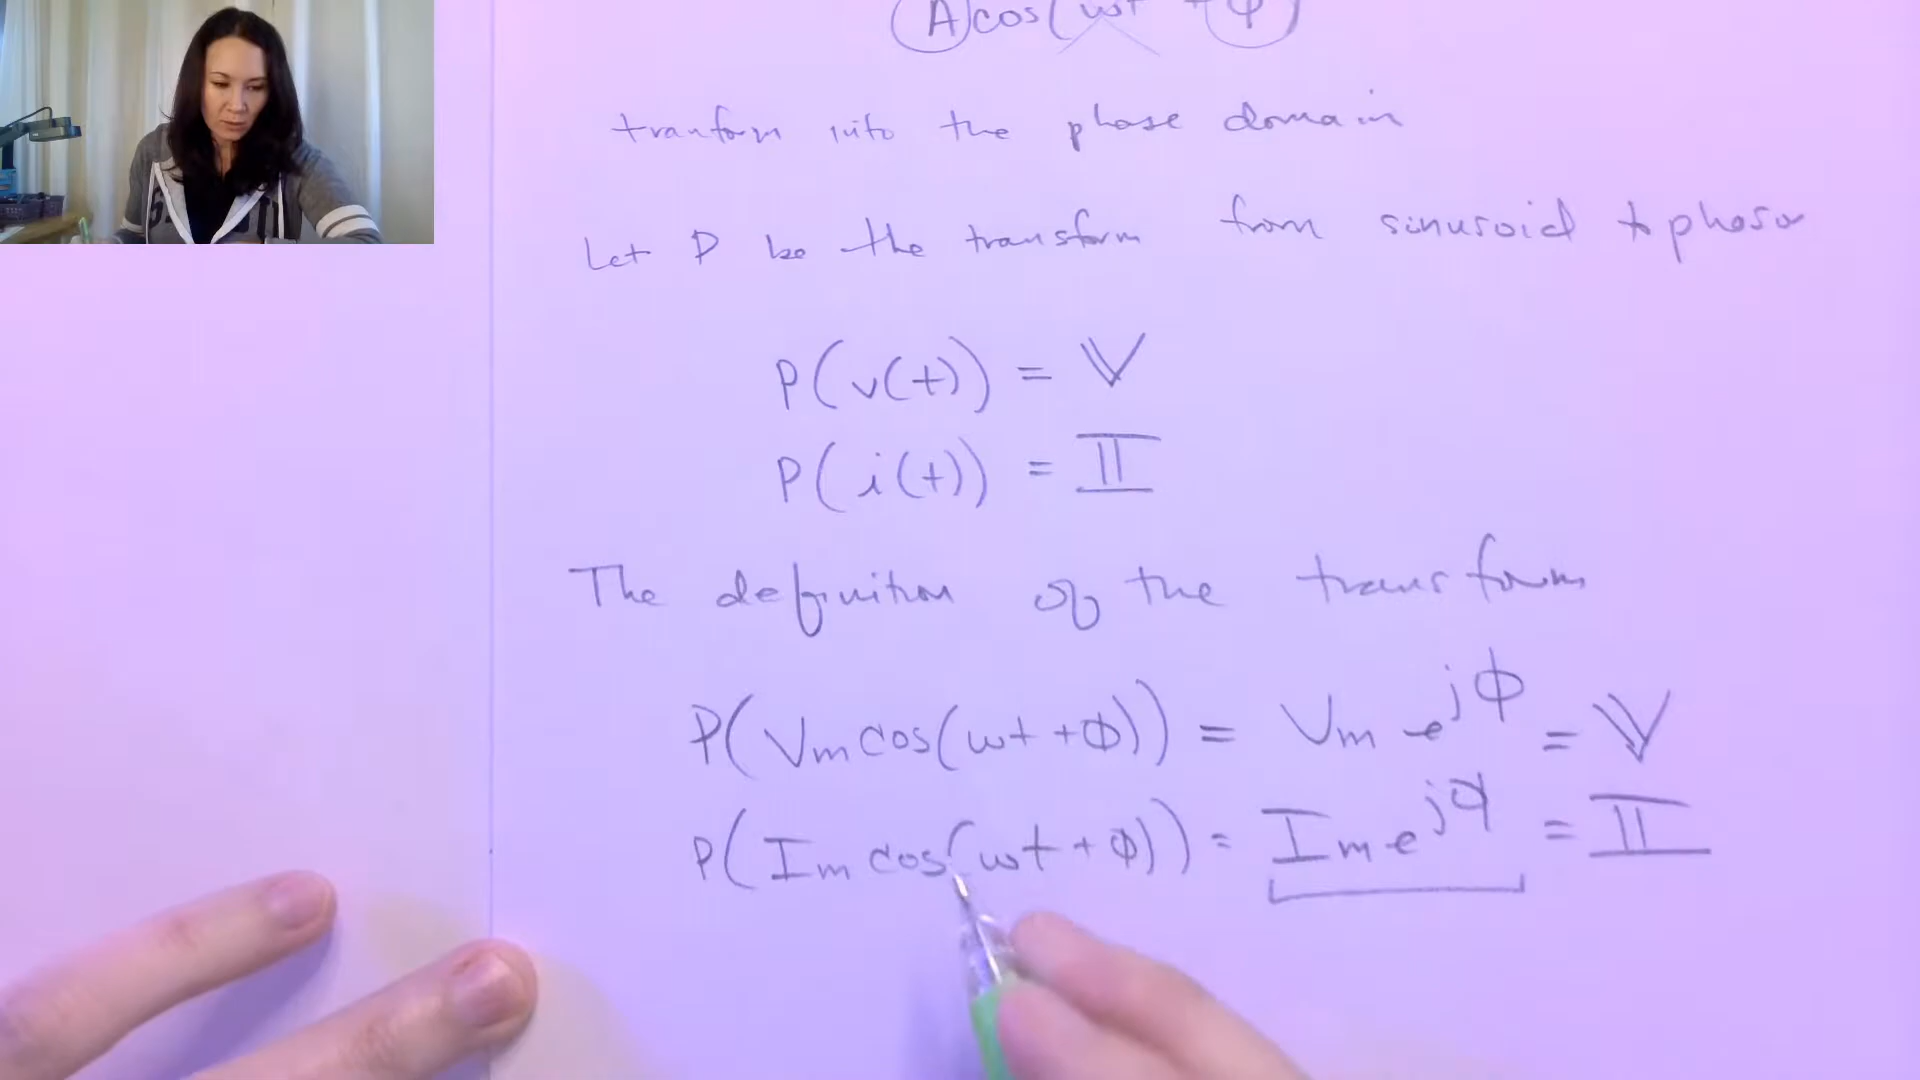 A cos(ωt + φ)
tranform into the phase domain
Let P be the transform from sinusoid to phasor
P(v(t)) = 𝕍
P(i(t)) = 𝕀
The definition of the transform
P(Vm cos(ωt + φ)) = Vm e^jφ = 𝕍
P(Im cos(ωt + φ)) = Im e^jφ = 𝕀